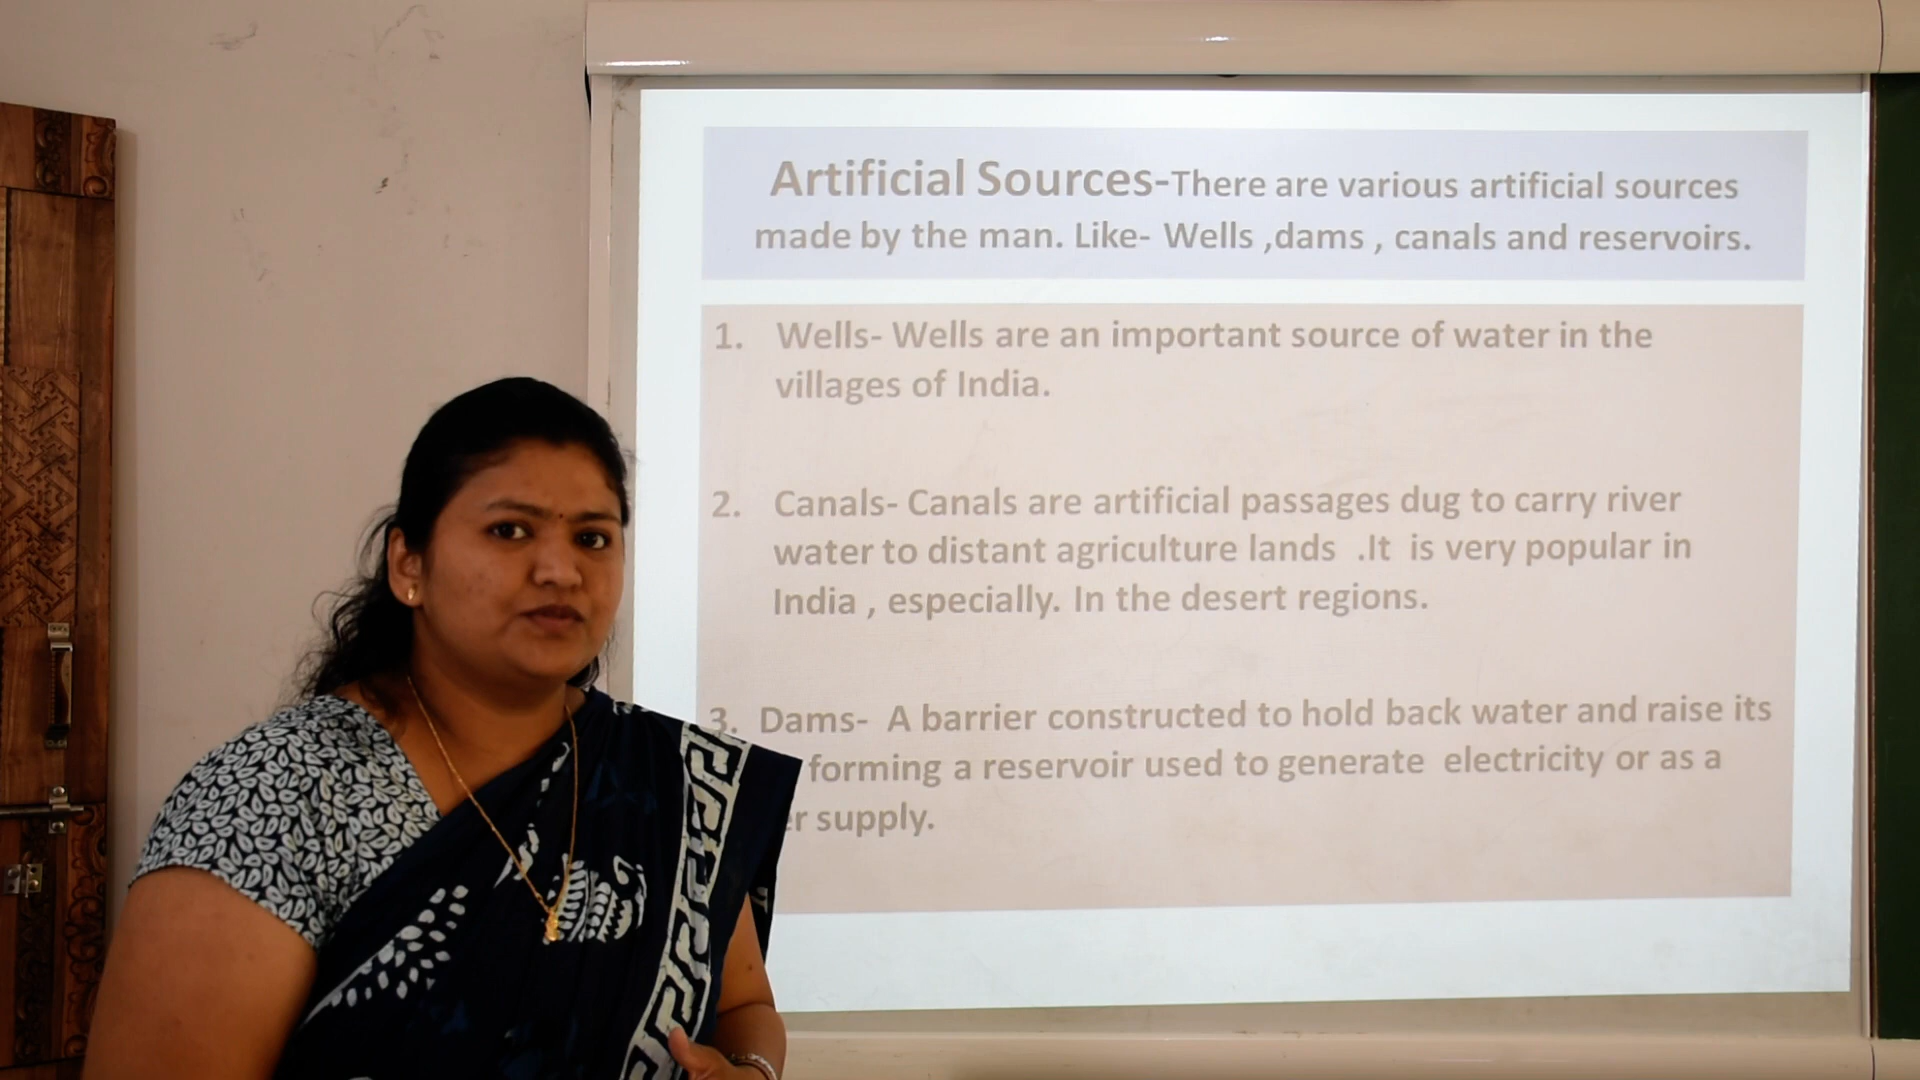 Artificial Sources-There are various artificial sources
made by the man. Like- Wells ,dams , canals and reservoirs.
1. Wells- Wells are an important source of water in the
villages of India.
2. Canals- Canals are artificial passages dug to carry river
water to distant agriculture lands .It is very popular in
India , especially. In the desert regions.
3. Dams- A barrier constructed to hold back water and raise its
forming a reservoir used to generate electricity or as a
supply.